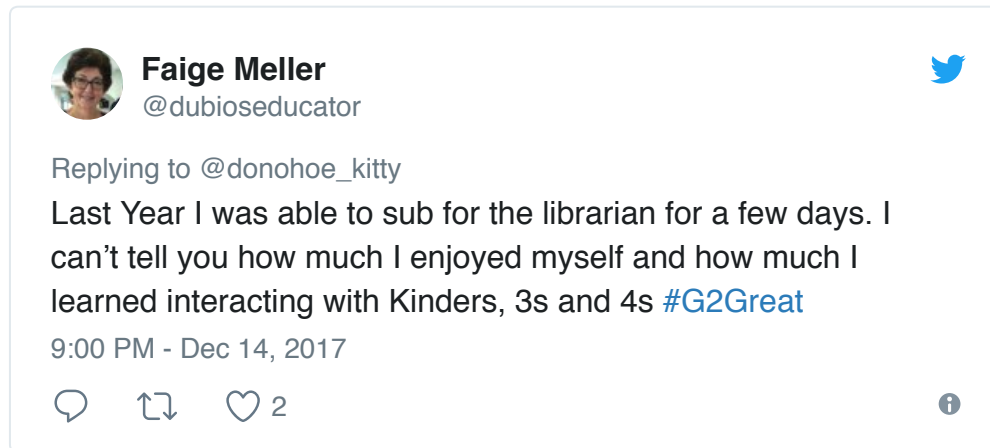 Faige Meller
@dubioseducator
Replying to @donohoe_kitty
Last Year I was able to sub for the librarian for a few days. I
can’t tell you how much I enjoyed myself and how much I
learned interacting with Kinders, 3s and 4s #G2Great
9:00 PM - Dec 14, 2017
2